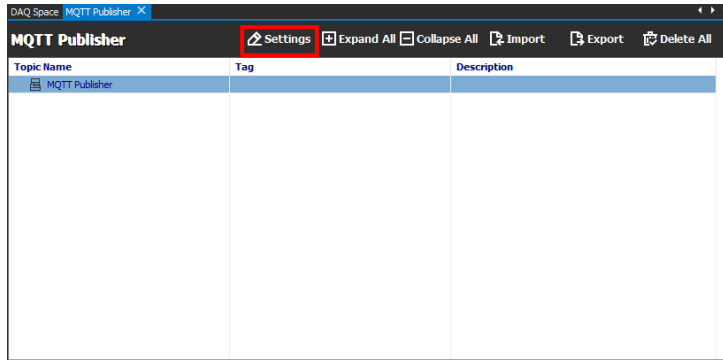 DAQ Space MQTT Publisher
MQTT Publisher Settings Expand All Collapse All Import Export Delete All
Topic Name Tag Description
MQTT Publisher